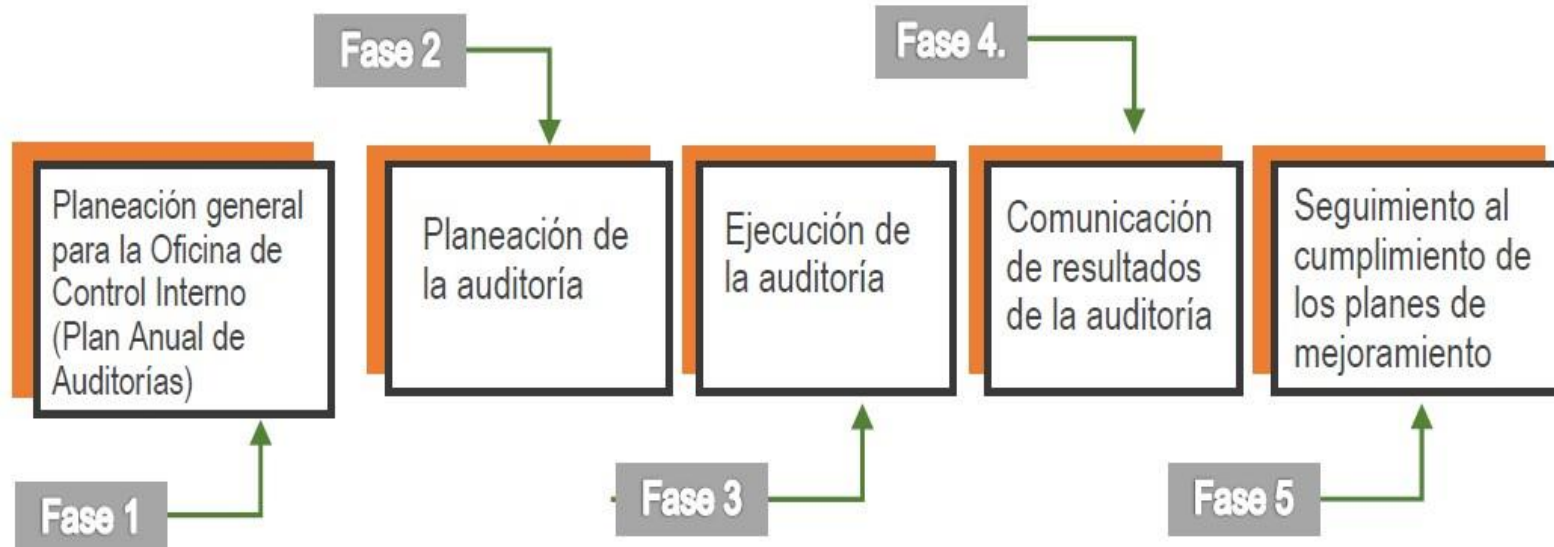 Fase 1
Planeación general
para la Oficina de
Control Interno
(Plan Anual de
Auditorías)
Fase 2
Planeación de
la auditoría
Fase 3
Ejecución de
la auditoría
Fase 4.
Comunicación
de resultados
de la auditoría
Fase 5
Seguimiento al
cumplimiento de
los planes de
mejoramiento